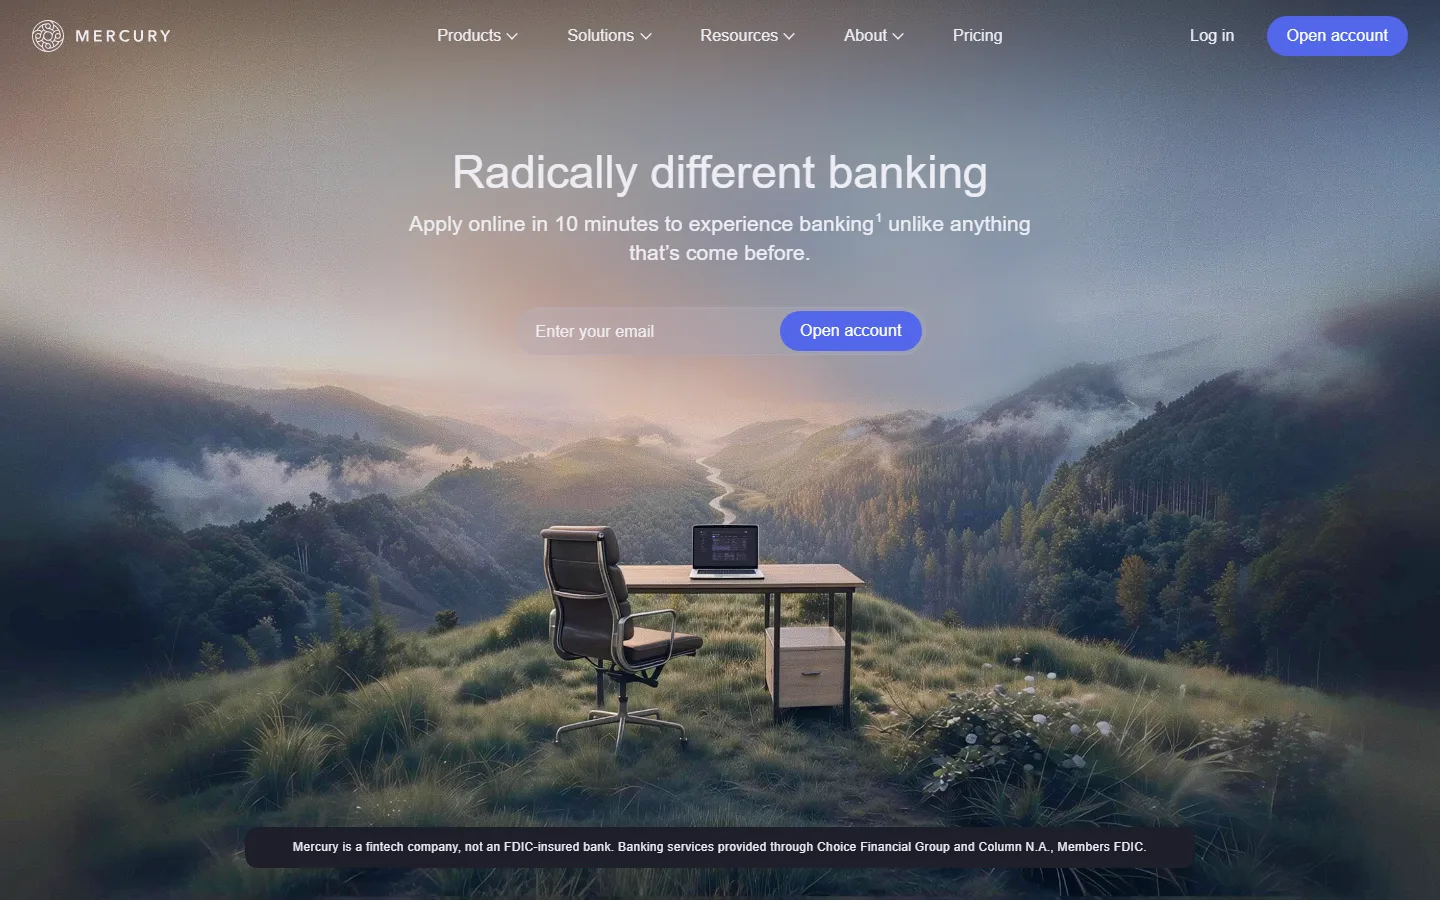 MERCURY
Products
Solutions
Resources
About
Pricing
Log in
Open account
Radically different banking
Apply online in 10 minutes to experience banking¹ unlike anything
that’s come before.
Enter your email
Open account
Mercury is a fintech company, not an FDIC-insured bank. Banking services provided through Choice Financial Group and Column N.A., Members FDIC.